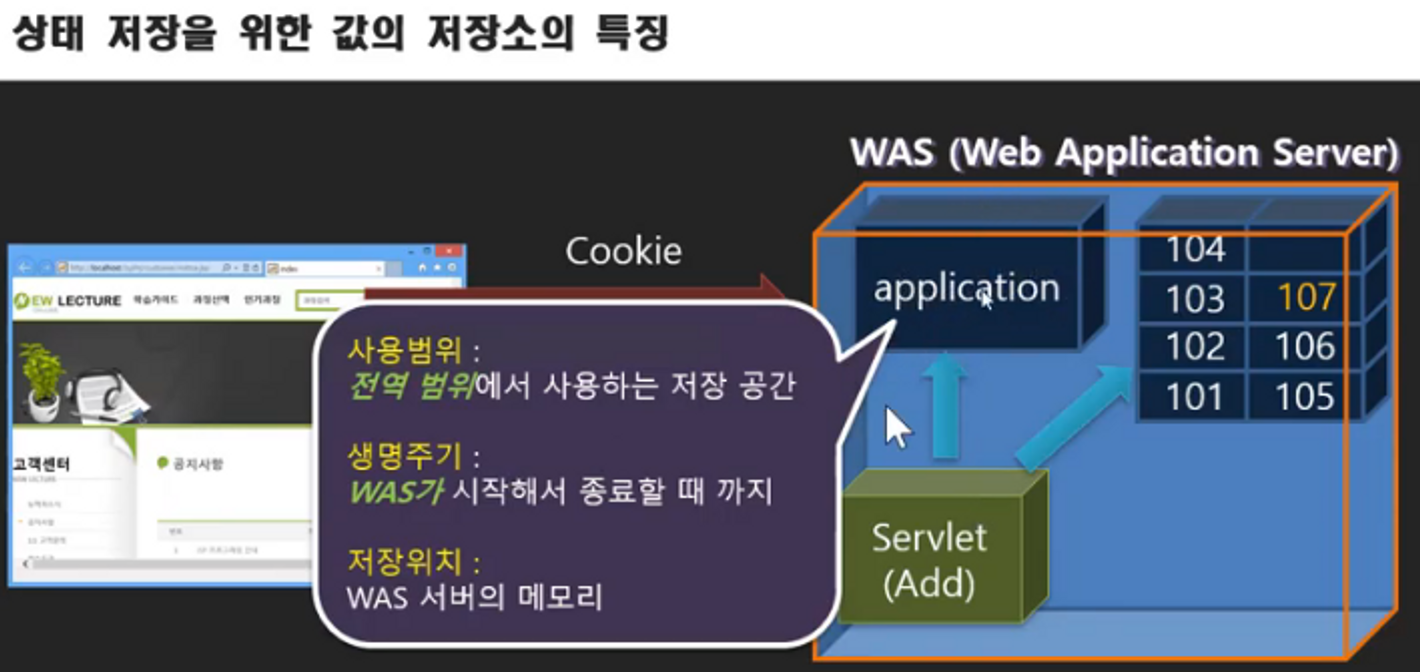 상태 저장을 위한 값의 저장소의 특징
WAS (Web Application Server)
Cookie
application
104
103 107
102 106
101 105
NEW LECTURE 학습가이드 과정선택 인기과정
사용범위 :
전역 범위에서 사용하는 저장 공간
생명주기 :
WAS가 시작해서 종료할 때 까지
저장위치 :
WAS 서버의 메모리
고객센터
공지사항
Servlet
(Add)